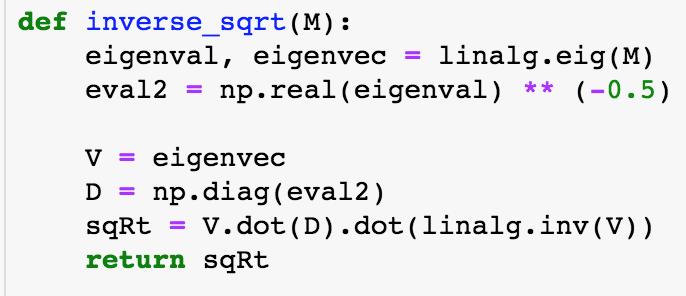 def inverse_sqrt(M):
    eigenval, eigenvec = linalg.eig(M)
    eval2 = np.real(eigenval) ** (-0.5)

    V = eigenvec
    D = np.diag(eval2)
    sqRt = V.dot(D).dot(linalg.inv(V))
    return sqRt